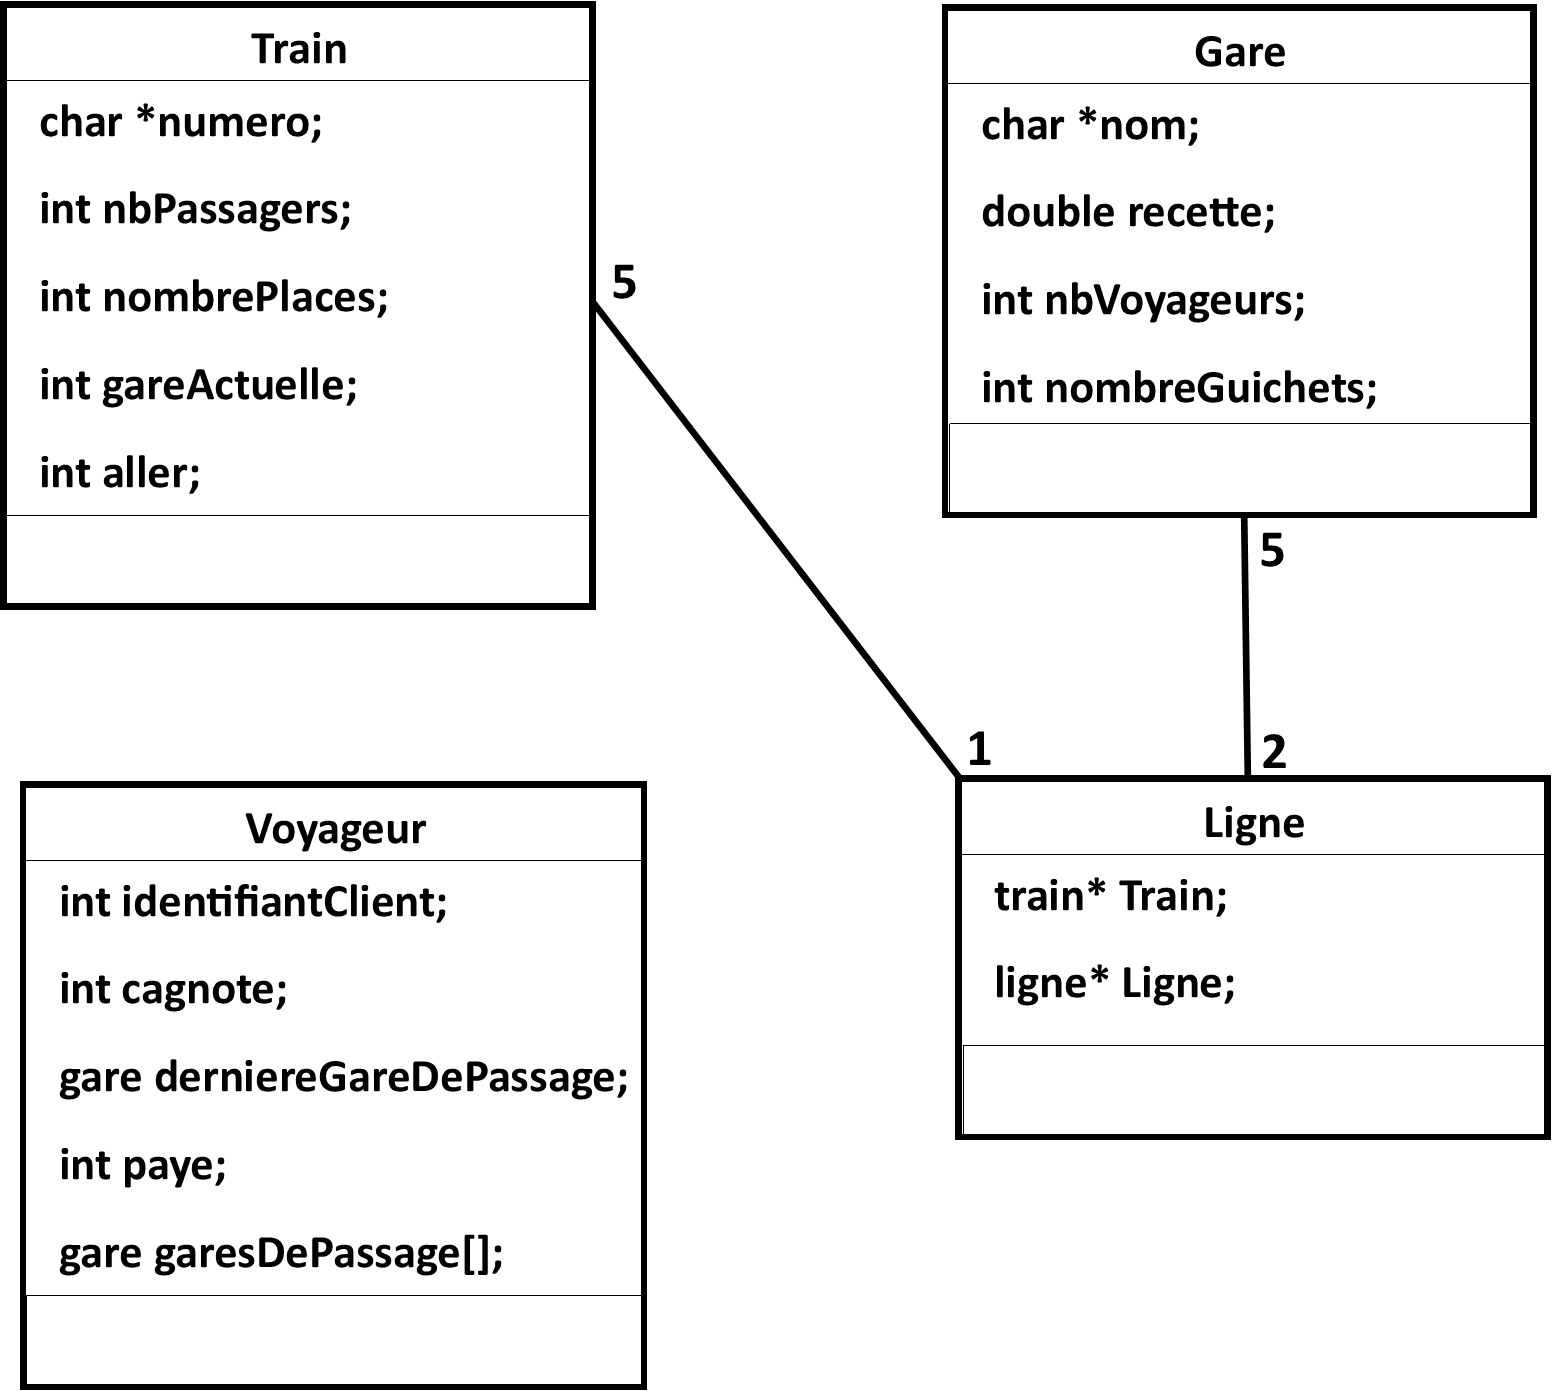 Train
char *numero;
int nbPassagers;
int nombrePlaces;
int gareActuelle;
int aller;
5
Gare
char *nom;
double recette;
int nbVoyageurs;
int nombreGuichets;
5
1
2
Voyageur
int identifiantClient;
int cagnote;
gare derniereGareDePassage;
int paye;
gare garesDePassage[];
Ligne
train* Train;
ligne* Ligne;